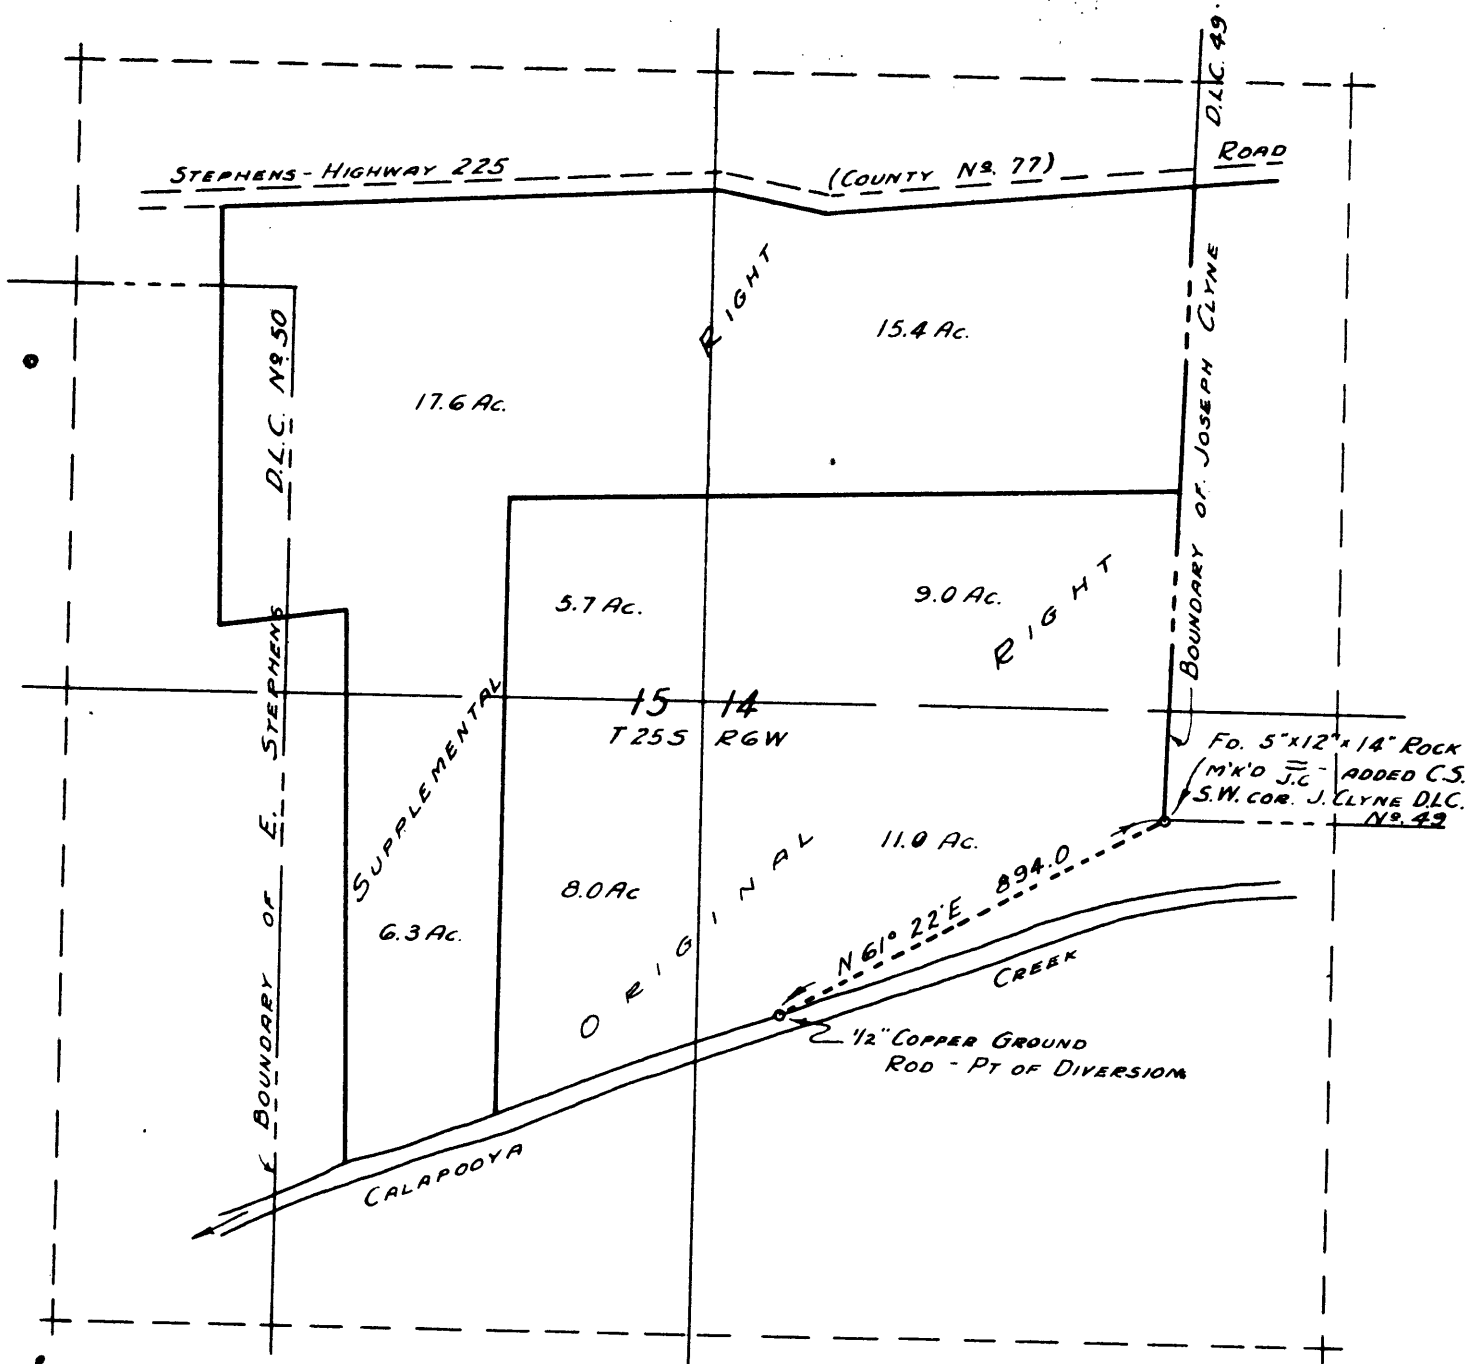 D.L.C. 49.
STEPHENS - HIGHWAY 225 (COUNTY Nº. 77) ROAD
RIGHT
15.4 AC.
17.6 AC.
BOUNDARY OF E. STEPHENS D.L.C. Nº 50
BOUNDARY OF JOSEPH CLYNE
5.7 AC.
9.0 AC.
RIGHT
SUPPLEMENTAL
15 14
T25S R6W
FD. 5"x12"x14" ROCK
M'K'D J.C - ADDED C.S.
S.W. COR. J. CLYNE D.L.C.
Nº. 49
11.0 AC.
8.0 AC
6.3 AC.
ORIGINAL
N 61° 22' E 894.0
CREEK
1/2" COPPER GROUND
ROD - PT OF DIVERSION
CALAPOOYA